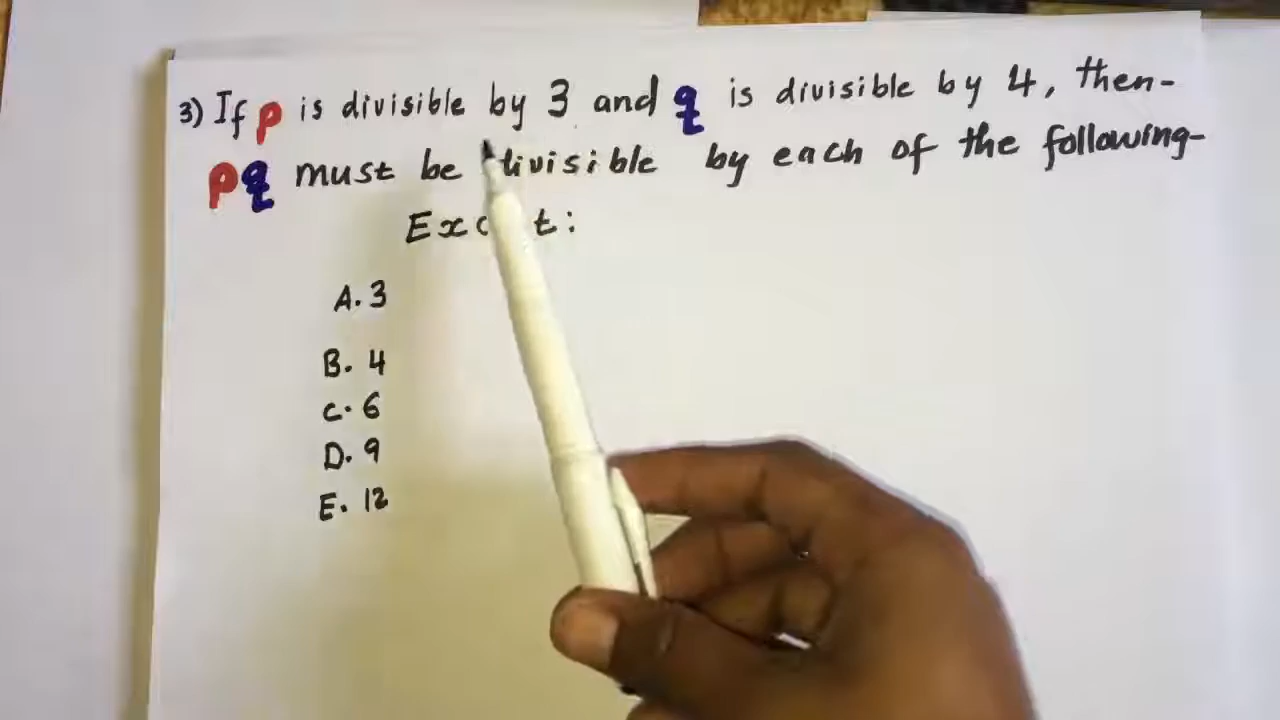 3) If p is divisible by 3 and q is divisible by 4, then-
pq must be divisible by each of the following-
A. 3
B. 4
C. 6
D. 9
E. 12